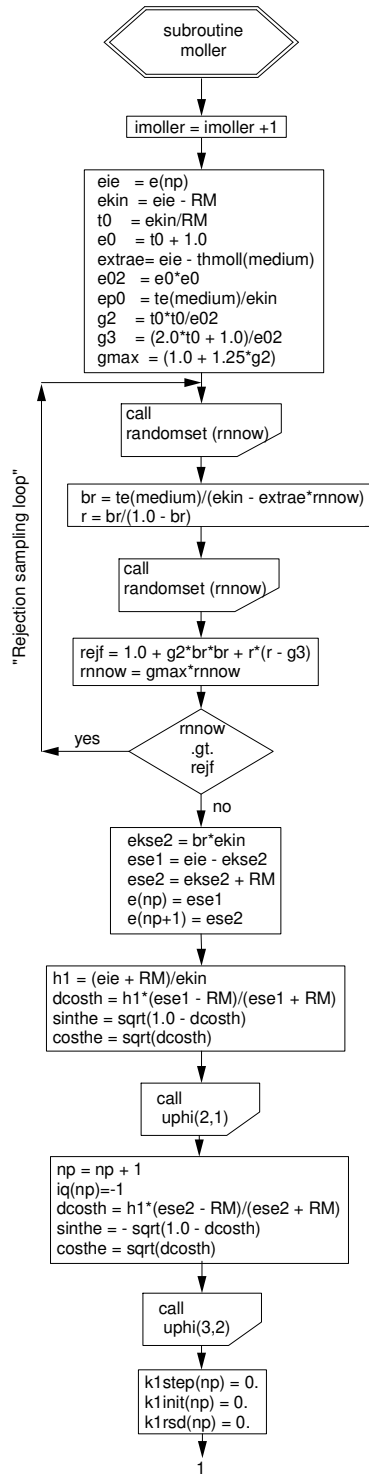 subroutine
moller
imoller = imoller +1
eie = e(np)
ekin = eie - RM
t0 = ekin/RM
e0 = t0 + 1.0
extrae= eie - thmoll(medium)
e02 = e0*e0
ep0 = te(medium)/ekin
g2 = t0*t0/e02
g3 = (2.0*t0 + 1.0)/e02
gmax = (1.0 + 1.25*g2)
call
randomset (rnnow)
"Rejection sampling loop"
br = te(medium)/(ekin - extrae*rnnow)
r = br/(1.0 - br)
call
randomset (rnnow)
rejf = 1.0 + g2*br*br + r*(r - g3)
rnnow = gmax*rnnow
rnnow
.gt.
rejf
yes
no
ekse2 = br*ekin
ese1 = eie - ekse2
ese2 = ekse2 + RM
e(np) = ese1
e(np+1) = ese2
h1 = (eie + RM)/ekin
dcosth = h1*(ese1 - RM)/(ese1 + RM)
sinthe = sqrt(1.0 - dcosth)
costhe = sqrt(dcosth)
call
uphi(2,1)
np = np + 1
iq(np)=-1
dcosth = h1*(ese2 - RM)/(ese2 + RM)
sinthe = - sqrt(1.0 - dcosth)
costhe = sqrt(dcosth)
call
uphi(3,2)
k1step(np) = 0.
k1init(np) = 0.
k1rsd(np) = 0.
1